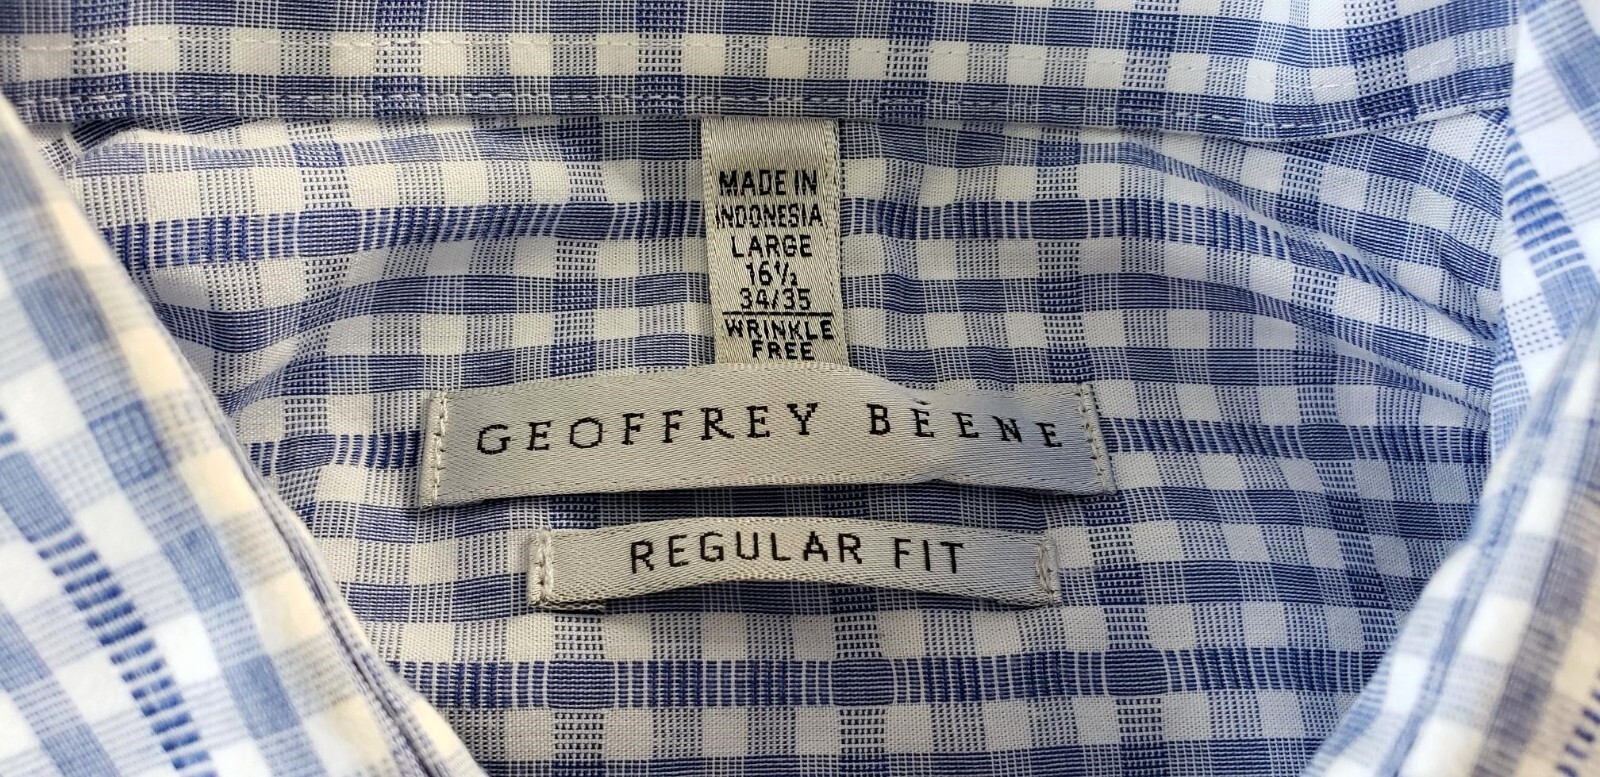 MADE IN
INDONESIA
LARGE
16½
34/35
WRINKLE
FREE
GEOFFREY BEENE
REGULAR FIT